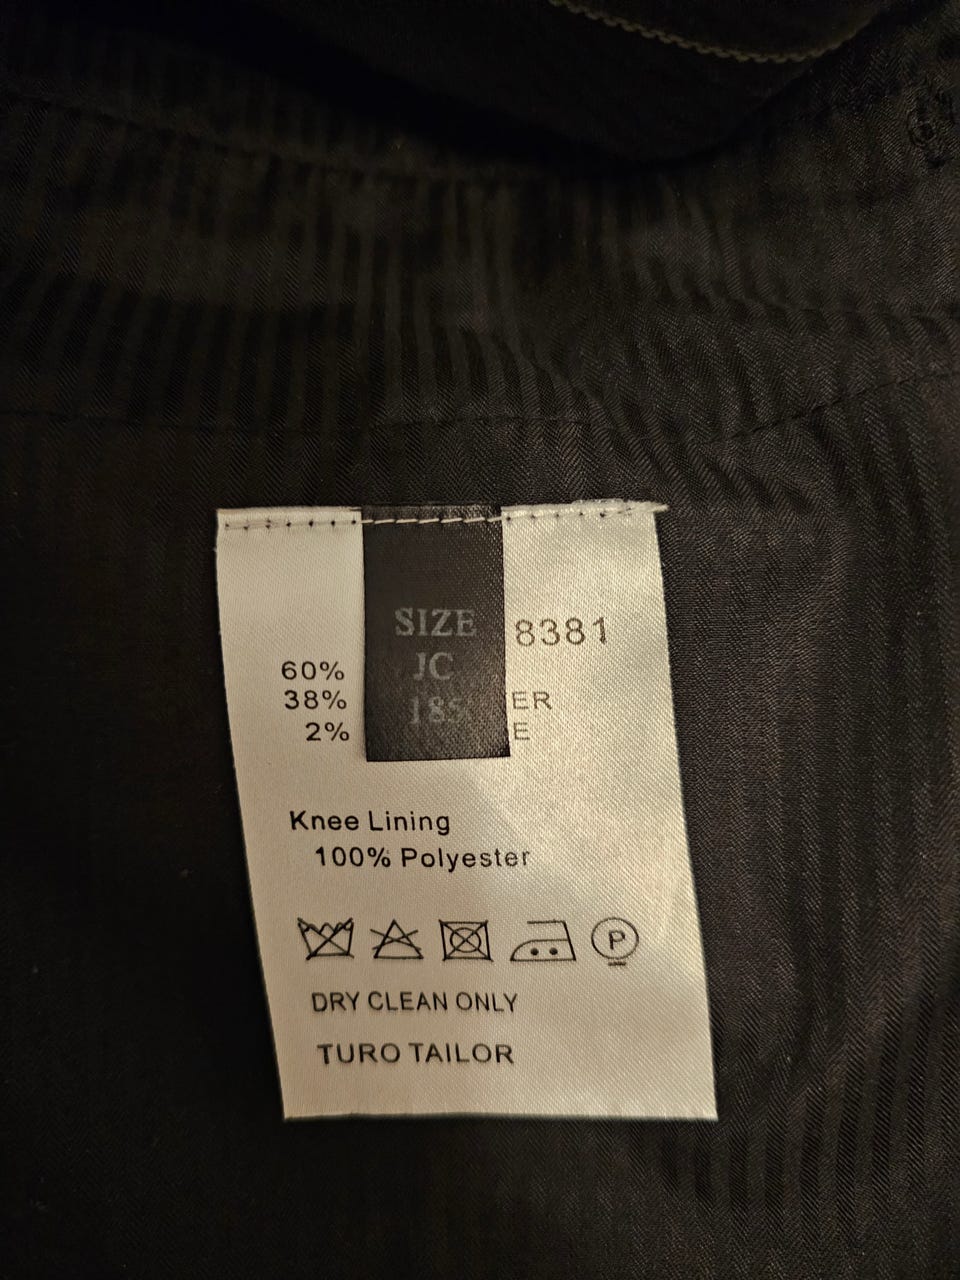 SIZE
JC
185
8381
60%
38% ER
2% E
Knee Lining
100% Polyester
P
DRY CLEAN ONLY
TURO TAILOR